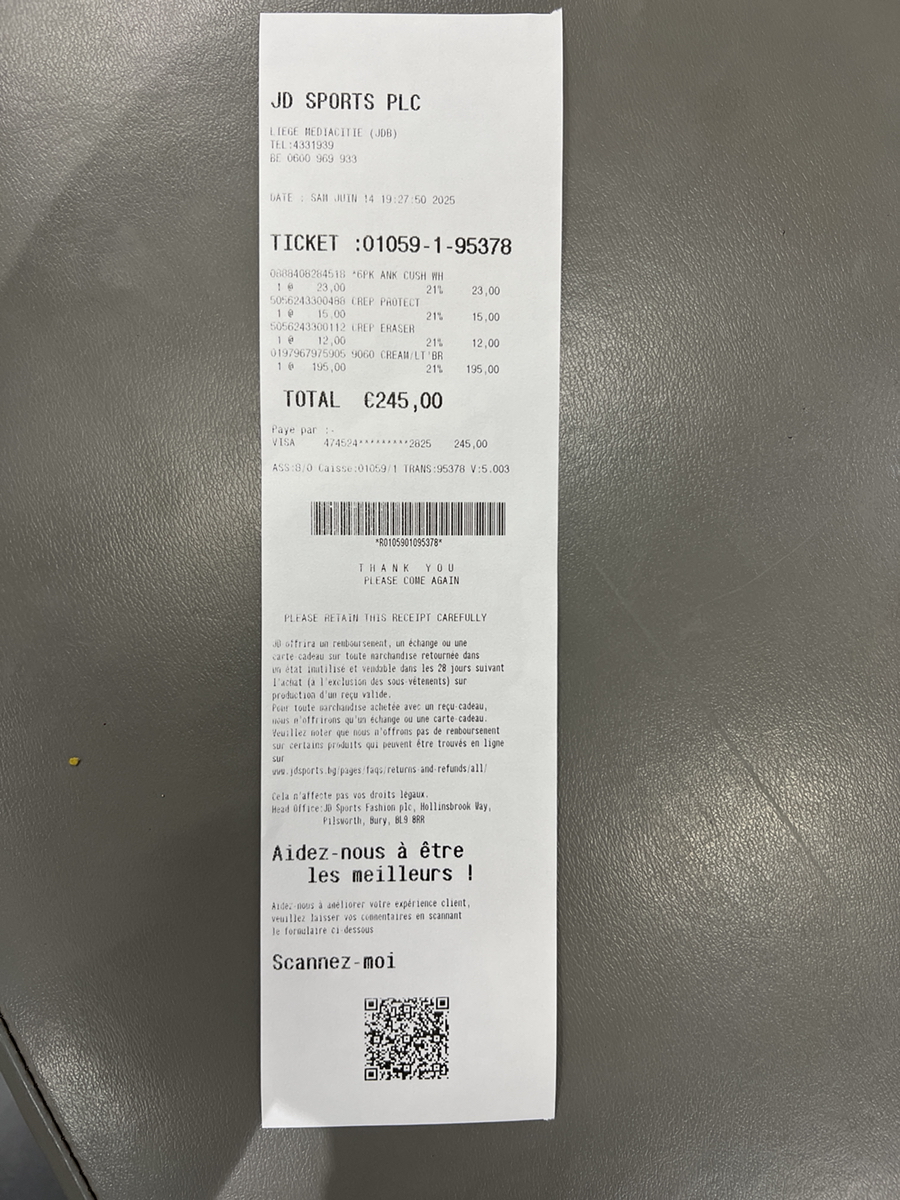 JD SPORTS PLC
LIEGE MEDIACITIE (JDB)
TEL:4331939
BE 0600 969 933
DATE : SAM JUIN 14 19:27:50 2025
TICKET :01059-1-95378
0888408284518 *6PK ANK CUSH WH
1 @ 23,00 21% 23,00
5056243300488 CREP PROTECT
1 @ 15,00 21% 15,00
5056243300112 CREP ERASER
1 @ 12,00 21% 12,00
0197967975905 9060 CREAM/LT BR
1 @ 195,00 21% 195,00
TOTAL €245,00
Paye par :-
VISA 474524*********2825 245,00
ASS:8/0 Caisse:01059/1 TRANS:95378 V:5.003
*R0105901095378*
THANK YOU
PLEASE COME AGAIN
PLEASE RETAIN THIS RECEIPT CAREFULLY
JD offrira un remboursement, un échange ou une
carte-cadeau sur toute marchandise retournée dans
un état inutilisé et vendable dans les 28 jours suivant
l'achat (à l'exclusion des sous-vêtements) sur
production d'un reçu valide.
Pour toute marchandise achetée avec un reçu-cadeau,
nous n'offrirons qu'un échange ou une carte-cadeau.
Veuillez noter que nous n'offrons pas de remboursement
sur certains produits qui peuvent être trouvés en ligne
sur
www.jdsports.bg/pages/faqs/returns-and-refunds/all/
Cela n'affecte pas vos droits légaux.
Head Office:JD Sports Fashion plc, Hollinsbrook Way,
Pilsworth, Bury, BL9 8RR
Aidez-nous à être
les meilleurs !
Aidez-nous à améliorer votre expérience client,
veuillez laisser vos commentaires en scannant
le formulaire ci-dessous
Scannez-moi